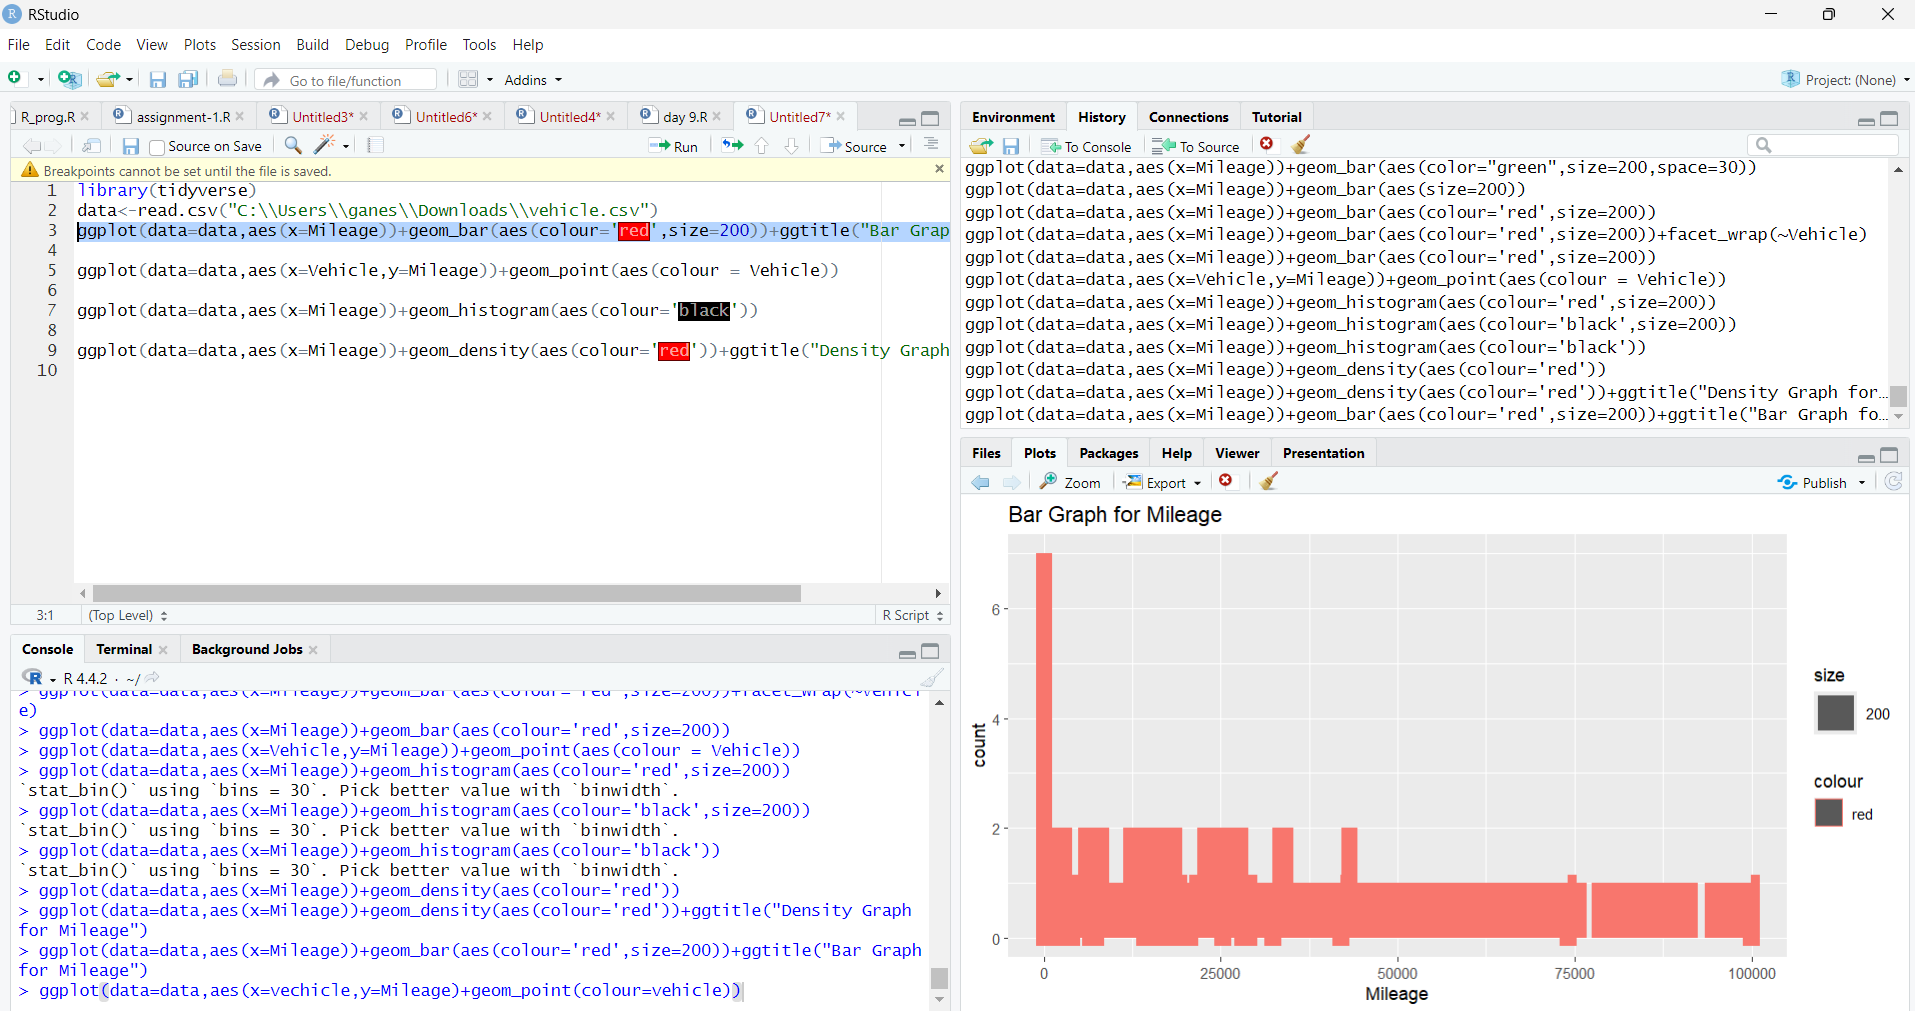 RStudio
File Edit Code View Plots Session Build Debug Profile Tools Help
Go to file/function Addins Project: (None)
R_prog.R assignment-1.R Untitled3* Untitled6* Untitled4* day 9.R Untitled7*
Source on Save Run Source
Breakpoints cannot be set until the file is saved.
1 library(tidyverse)
2 data<-read.csv("C:\\Users\\ganes\\Downloads\\vehicle.csv")
3 ggplot(data=data,aes(x=Mileage))+geom_bar(aes(colour='red',size=200))+ggtitle("Bar Grap
4
5 ggplot(data=data,aes(x=Vehicle,y=Mileage))+geom_point(aes(colour = Vehicle))
6
7 ggplot(data=data,aes(x=Mileage))+geom_histogram(aes(colour='black'))
8
9 ggplot(data=data,aes(x=Mileage))+geom_density(aes(colour='red'))+ggtitle("Density Graph
10
3:1 (Top Level) R Script
Console Terminal Background Jobs
R 4.4.2 · ~/
> ggplot(data=data,aes(x=Mileage))+geom_bar(aes(colour='red',size=200))+facet_wrap(~Vehicl
e)
> ggplot(data=data,aes(x=Mileage))+geom_bar(aes(colour='red',size=200))
> ggplot(data=data,aes(x=Vehicle,y=Mileage))+geom_point(aes(colour = Vehicle))
> ggplot(data=data,aes(x=Mileage))+geom_histogram(aes(colour='red',size=200))
`stat_bin()` using `bins = 30`. Pick better value with `binwidth`.
> ggplot(data=data,aes(x=Mileage))+geom_histogram(aes(colour='black',size=200))
`stat_bin()` using `bins = 30`. Pick better value with `binwidth`.
> ggplot(data=data,aes(x=Mileage))+geom_histogram(aes(colour='black'))
`stat_bin()` using `bins = 30`. Pick better value with `binwidth`.
> ggplot(data=data,aes(x=Mileage))+geom_density(aes(colour='red'))
> ggplot(data=data,aes(x=Mileage))+geom_density(aes(colour='red'))+ggtitle("Density Graph
for Mileage")
> ggplot(data=data,aes(x=Mileage))+geom_bar(aes(colour='red',size=200))+ggtitle("Bar Graph
for Mileage")
> ggplot(data=data,aes(x=vechicle,y=Mileage)+geom_point(colour=vehicle))
Environment History Connections Tutorial
To Console To Source
ggplot(data=data,aes(x=Mileage))+geom_bar(aes(color="green",size=200,space=30))
ggplot(data=data,aes(x=Mileage))+geom_bar(aes(size=200))
ggplot(data=data,aes(x=Mileage))+geom_bar(aes(colour='red',size=200))
ggplot(data=data,aes(x=Mileage))+geom_bar(aes(colour='red',size=200))+facet_wrap(~Vehicle)
ggplot(data=data,aes(x=Mileage))+geom_bar(aes(colour='red',size=200))
ggplot(data=data,aes(x=Vehicle,y=Mileage))+geom_point(aes(colour = Vehicle))
ggplot(data=data,aes(x=Mileage))+geom_histogram(aes(colour='red',size=200))
ggplot(data=data,aes(x=Mileage))+geom_histogram(aes(colour='black',size=200))
ggplot(data=data,aes(x=Mileage))+geom_histogram(aes(colour='black'))
ggplot(data=data,aes(x=Mileage))+geom_density(aes(colour='red'))
ggplot(data=data,aes(x=Mileage))+geom_density(aes(colour='red'))+ggtitle("Density Graph for…
ggplot(data=data,aes(x=Mileage))+geom_bar(aes(colour='red',size=200))+ggtitle("Bar Graph fo…
Files Plots Packages Help Viewer Presentation
Zoom Export Publish
Bar Graph for Mileage
6
4
2
0
count
0 25000 50000 75000 100000
Mileage
size
200
colour
red